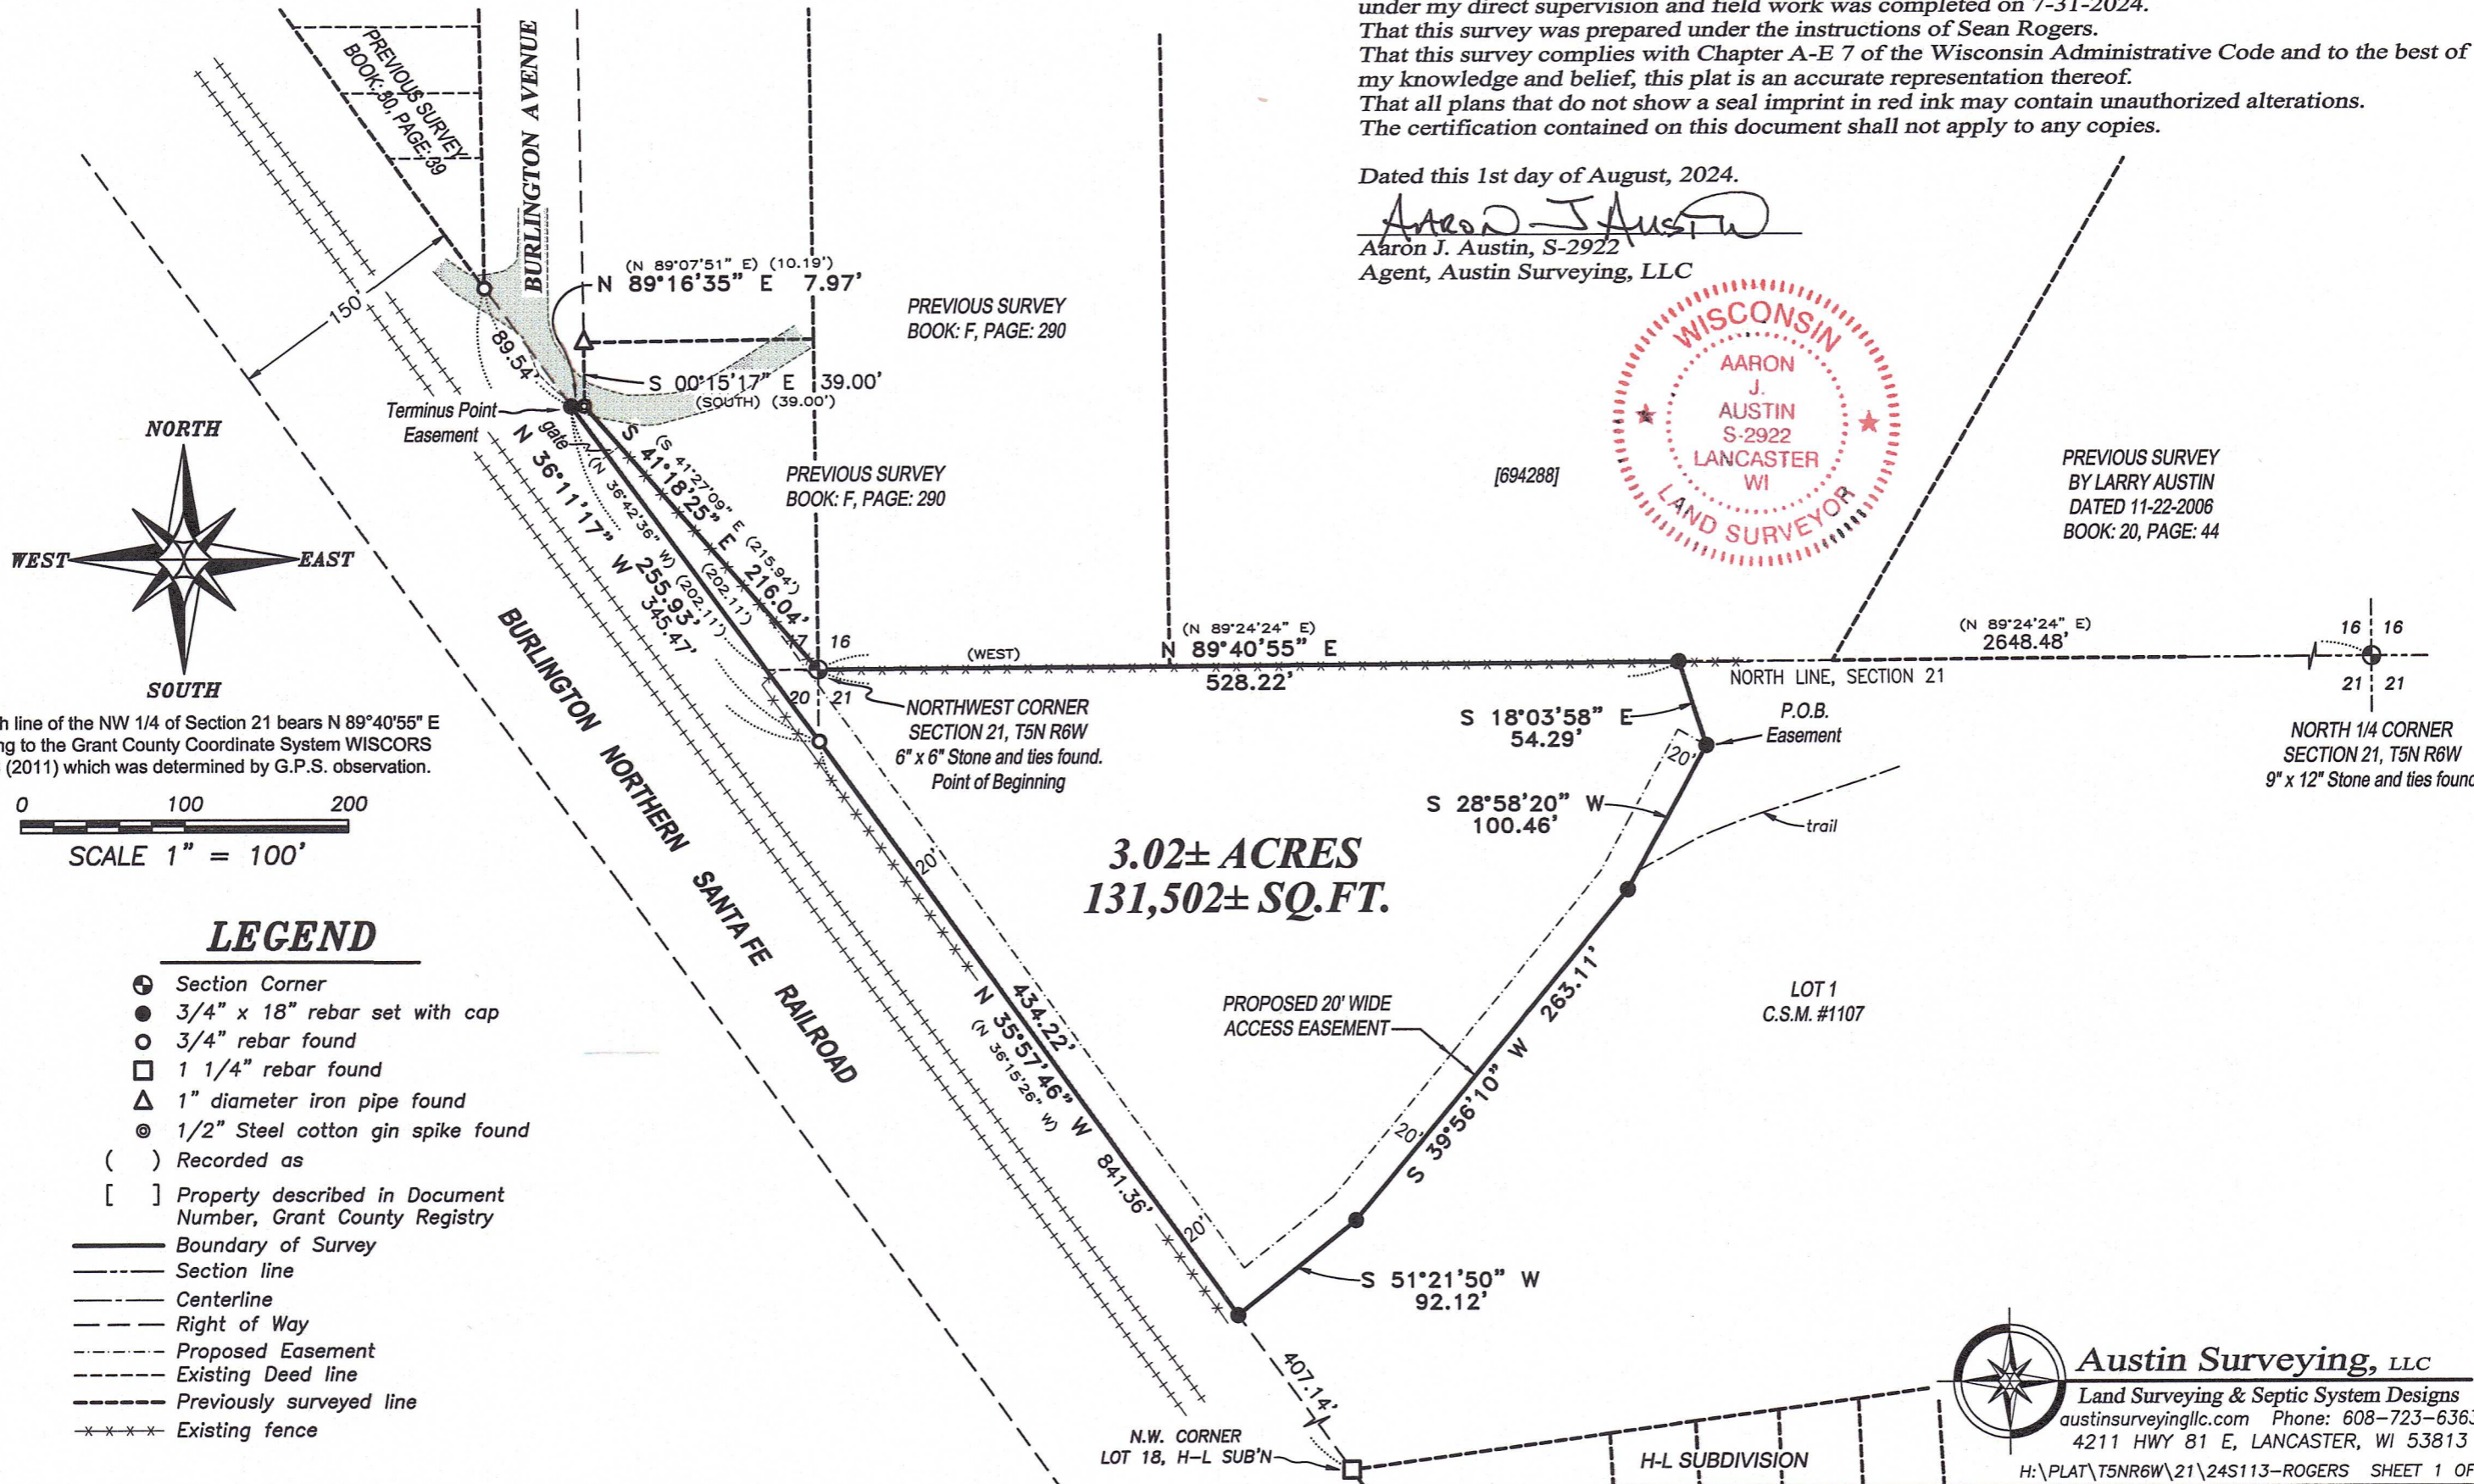 under my direct supervision and field work was completed on 7-31-2024.
That this survey was prepared under the instructions of Sean Rogers.
That this survey complies with Chapter A-E 7 of the Wisconsin Administrative Code and to the best of
my knowledge and belief, this plat is an accurate representation thereof.
That all plans that do not show a seal imprint in red ink may contain unauthorized alterations.
The certification contained on this document shall not apply to any copies.
Dated this 1st day of August, 2024.
AARON J AUSTIN
Aaron J. Austin, S-2922
Agent, Austin Surveying, LLC
WISCONSIN
AARON
J.
AUSTIN
S-2922
LANCASTER
WI
LAND SURVEYOR
PREVIOUS SURVEY
BOOK: 30, PAGE: 39
BURLINGTON AVENUE
150
89.54'
(N 89°07'51" E) (10.19')
N 89°16'35" E 7.97'
S 00°15'17" E 39.00'
(SOUTH) (39.00')
PREVIOUS SURVEY
BOOK: F, PAGE: 290
PREVIOUS SURVEY
BOOK: F, PAGE: 290
[694288]
PREVIOUS SURVEY
BY LARRY AUSTIN
DATED 11-22-2006
BOOK: 20, PAGE: 44
Terminus Point
Easement
gate
(S 41°27'09" E (215.94')
S 41°18'25" E 216.04'
(N 36°42'36" W) (202.11')
(202.11')
N 36°11'17" W 255.93'
345.47'
NORTH
WEST
EAST
SOUTH
h line of the NW 1/4 of Section 21 bears N 89°40'55" E
ng to the Grant County Coordinate System WISCORS
(2011) which was determined by G.P.S. observation.
0 100 200
SCALE 1" = 100'
17 16
20 21
(WEST)
(N 89°24'24" E)
N 89°40'55" E
528.22'
(N 89°24'24" E)
2648.48'
16 16
21 21
NORTH LINE, SECTION 21
NORTHWEST CORNER
SECTION 21, T5N R6W
6" x 6" Stone and ties found.
Point of Beginning
S 18°03'58" E
54.29'
P.O.B.
Easement
20'
NORTH 1/4 CORNER
SECTION 21, T5N R6W
9" x 12" Stone and ties found
S 28°58'20" W
100.46'
trail
BURLINGTON NORTHERN SANTA FE RAILROAD
20'
3.02± ACRES
131,502± SQ.FT.
434.22'
N 35°57'46" W 841.36'
(N 36°15'26" W)
20'
PROPOSED 20' WIDE
ACCESS EASEMENT
S 39°56'10" W 263.11'
20'
LOT 1
C.S.M. #1107
S 51°21'50" W
92.12'
407.14'
N.W. CORNER
LOT 18, H-L SUB'N
H-L SUBDIVISION
LEGEND
Section Corner
3/4" x 18" rebar set with cap
3/4" rebar found
1 1/4" rebar found
1" diameter iron pipe found
1/2" Steel cotton gin spike found
( ) Recorded as
[ ] Property described in Document
Number, Grant County Registry
Boundary of Survey
Section line
Centerline
Right of Way
Proposed Easement
Existing Deed line
Previously surveyed line
Existing fence
Austin Surveying, LLC
Land Surveying & Septic System Designs
austinsurveyingllc.com Phone: 608-723-6363
4211 HWY 81 E, LANCASTER, WI 53813
H:\PLAT\T5NR6W\21\24S113-ROGERS SHEET 1 OF